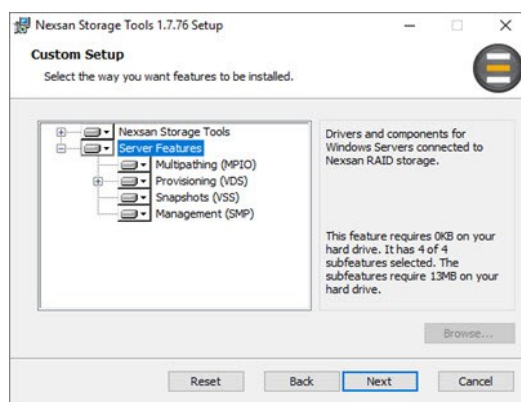 Nexsan Storage Tools 1.7.76 Setup
Custom Setup
Select the way you want features to be installed.
Nexsan Storage Tools
Server Features
Multipathing (MPIO)
Provisioning (VDS)
Snapshots (VSS)
Management (SMP)
Drivers and components for
Windows Servers connected to
Nexsan RAID storage.
This feature requires 0KB on your
hard drive. It has 4 of 4
subfeatures selected. The
subfeatures require 13MB on your
hard drive.
Browse...
Reset Back Next Cancel